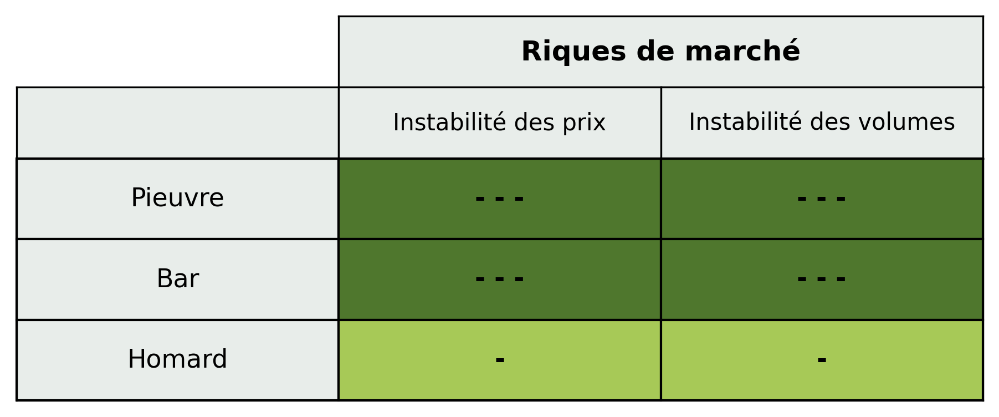 Riques de marché
Instabilité des prix Instabilité des volumes
Pieuvre - - - - - -
Bar - - - - - -
Homard - -